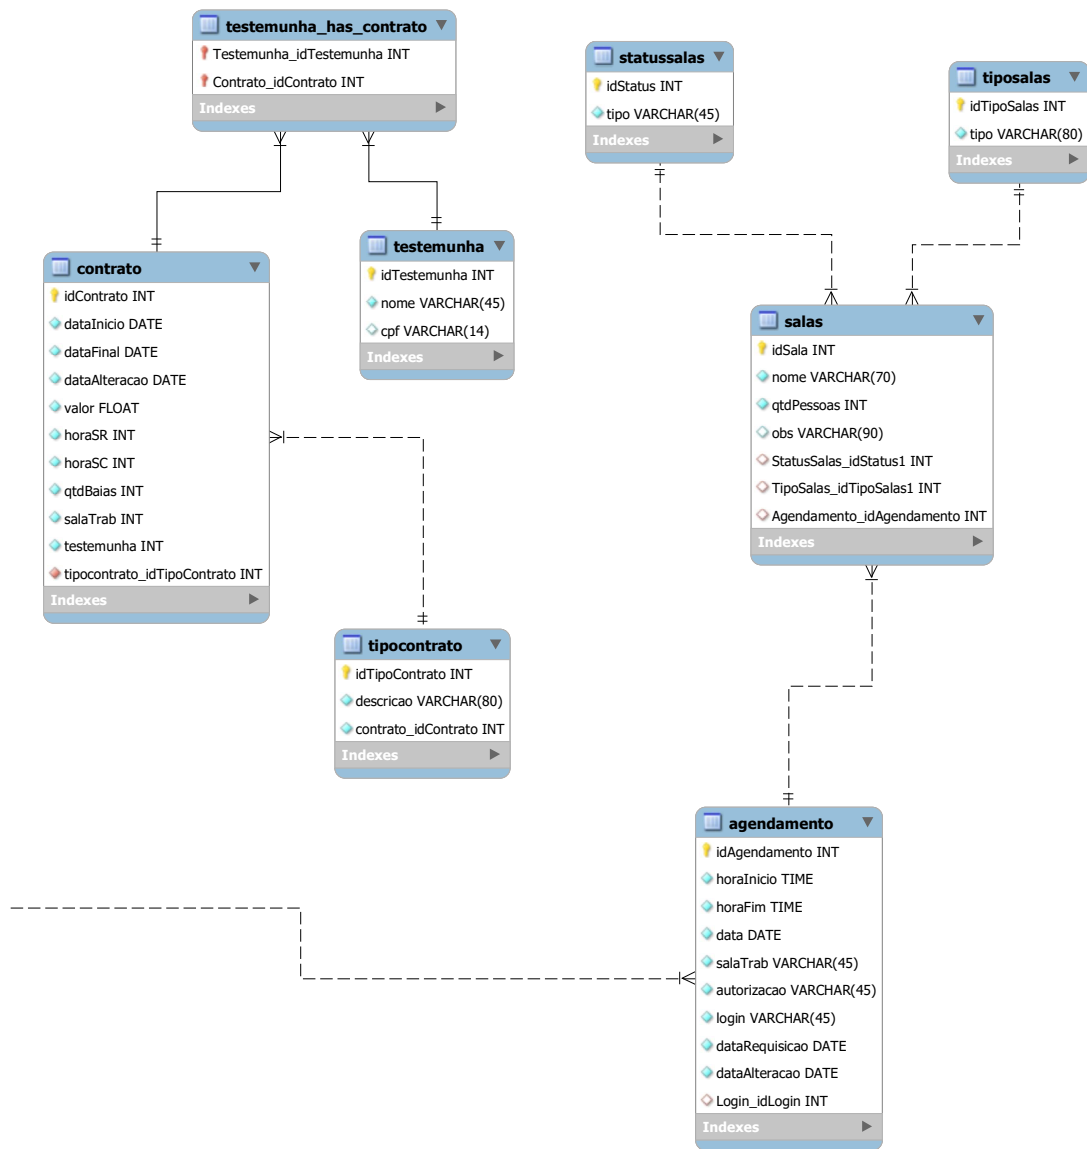 testemunha_has_contrato
Testemunha_idTestemunha INT
Contrato_idContrato INT
Indexes
statussalas
idStatus INT
tipo VARCHAR(45)
Indexes
tiposalas
idTipoSalas INT
tipo VARCHAR(80)
Indexes
contrato
idContrato INT
dataInicio DATE
dataFinal DATE
dataAlteracao DATE
valor FLOAT
horaSR INT
horaSC INT
qtdBaias INT
salaTrab INT
testemunha INT
tipocontrato_idTipoContrato INT
Indexes
testemunha
idTestemunha INT
nome VARCHAR(45)
cpf VARCHAR(14)
Indexes
salas
idSala INT
nome VARCHAR(70)
qtdPessoas INT
obs VARCHAR(90)
StatusSalas_idStatus1 INT
TipoSalas_idTipoSalas1 INT
Agendamento_idAgendamento INT
Indexes
tipocontrato
idTipoContrato INT
descricao VARCHAR(80)
contrato_idContrato INT
Indexes
agendamento
idAgendamento INT
horaInicio TIME
horaFim TIME
data DATE
salaTrab VARCHAR(45)
autorizacao VARCHAR(45)
login VARCHAR(45)
dataRequisicao DATE
dataAlteracao DATE
Login_idLogin INT
Indexes